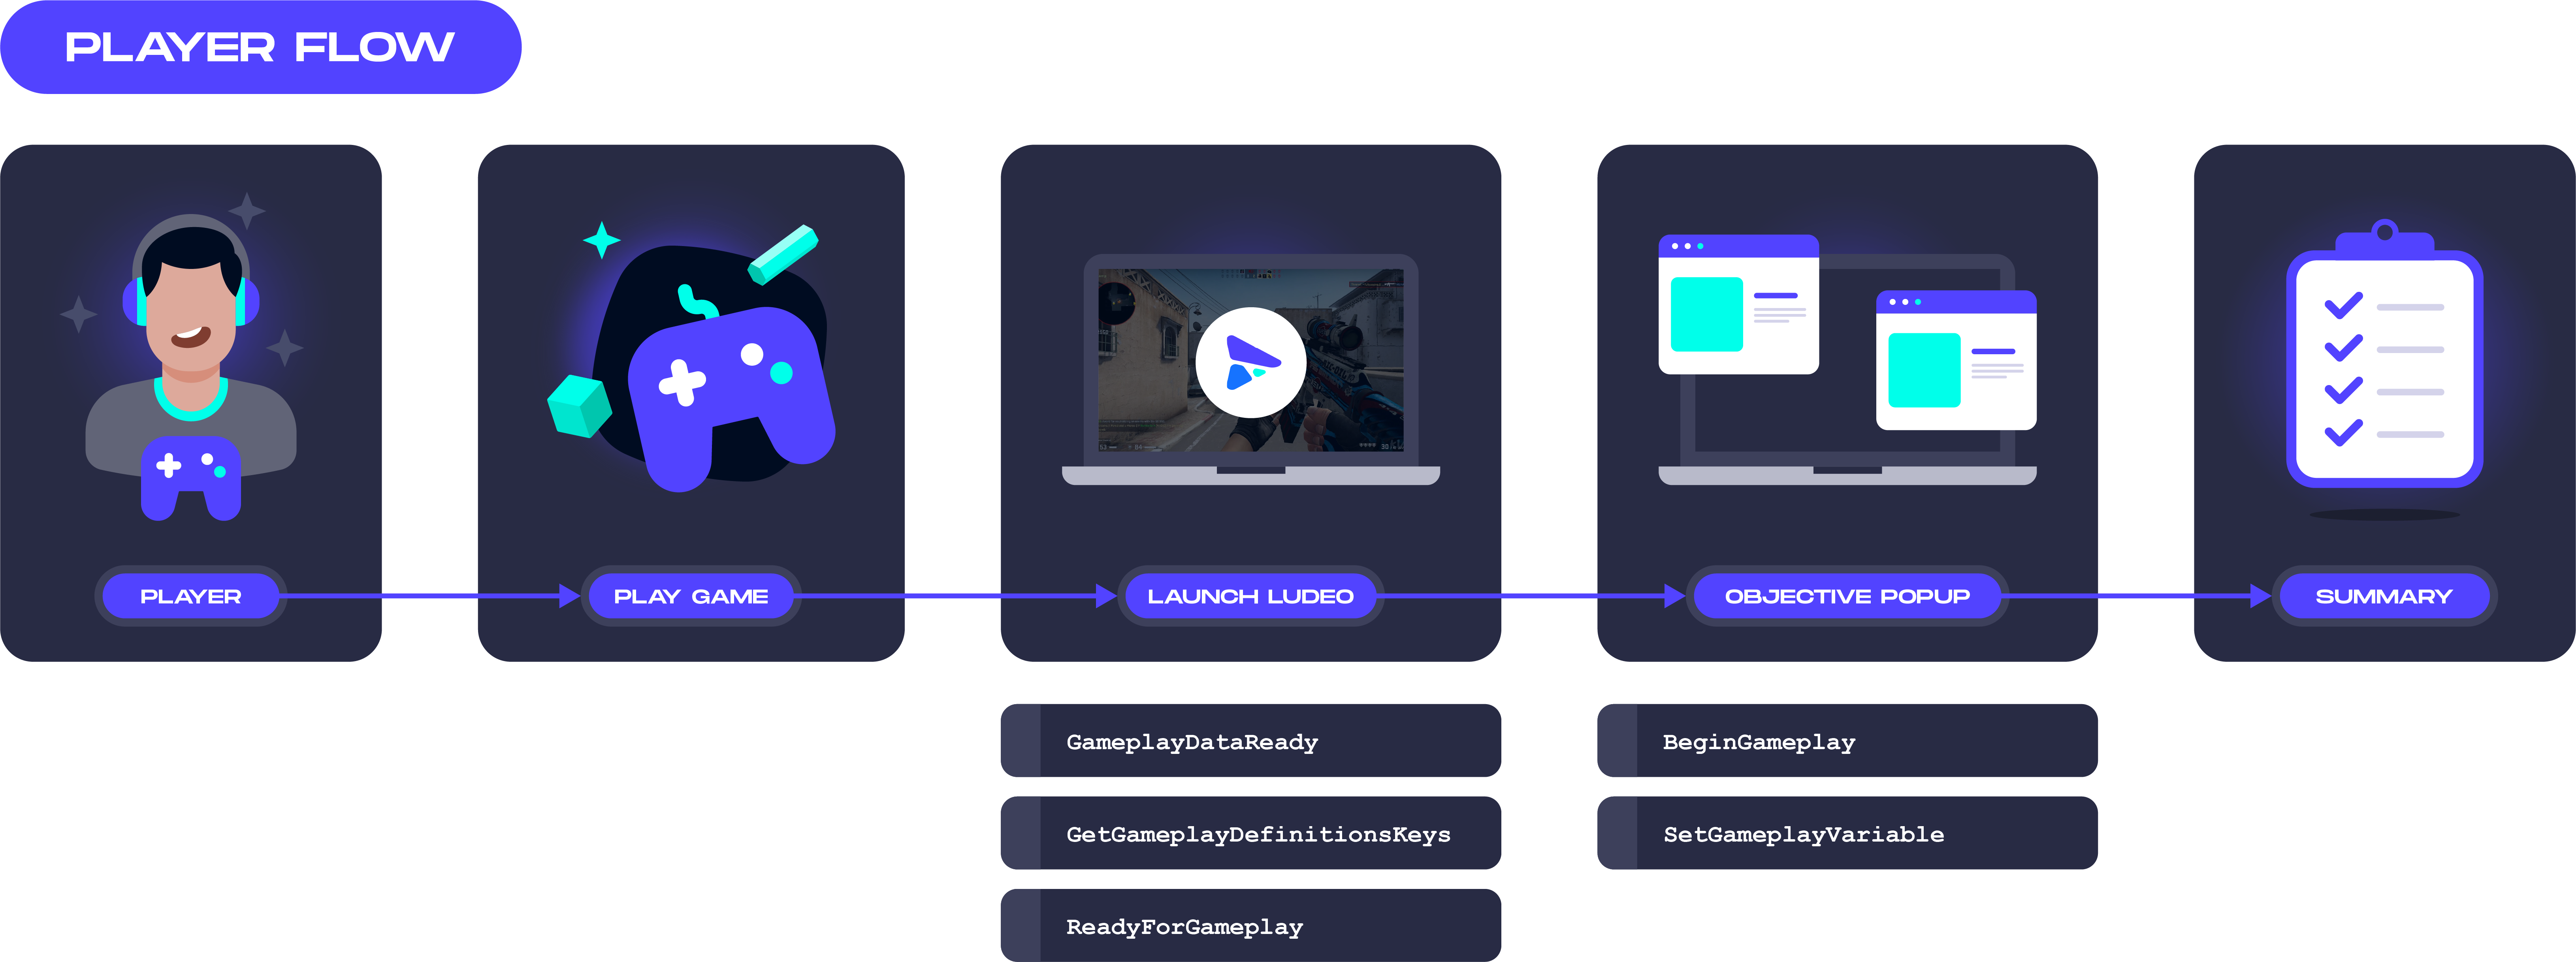 PLAYER FLOW
PLAYER
PLAY GAME
LAUNCH LUDEO
OBJECTIVE POPUP
SUMMARY
GameplayDataReady
GetGameplayDefinitionsKeys
ReadyForGameplay
BeginGameplay
SetGameplayVariable